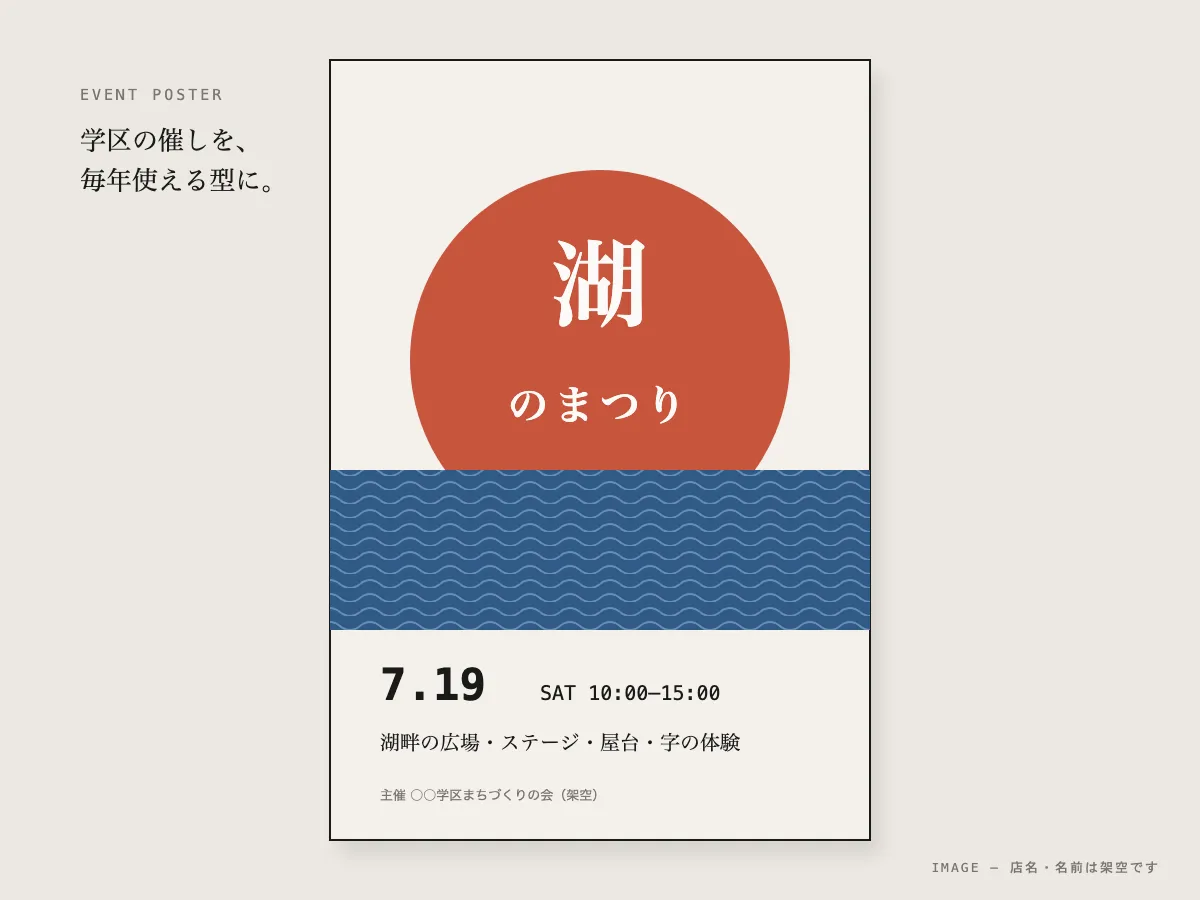 EVENT POSTER
学区の催しを、
毎年使える型に。
湖
のまつり
7.19 SAT 10:00—15:00
湖畔の広場・ステージ・屋台・字の体験
主催 〇〇学区まちづくりの会（架空）
IMAGE — 店名・名前は架空です